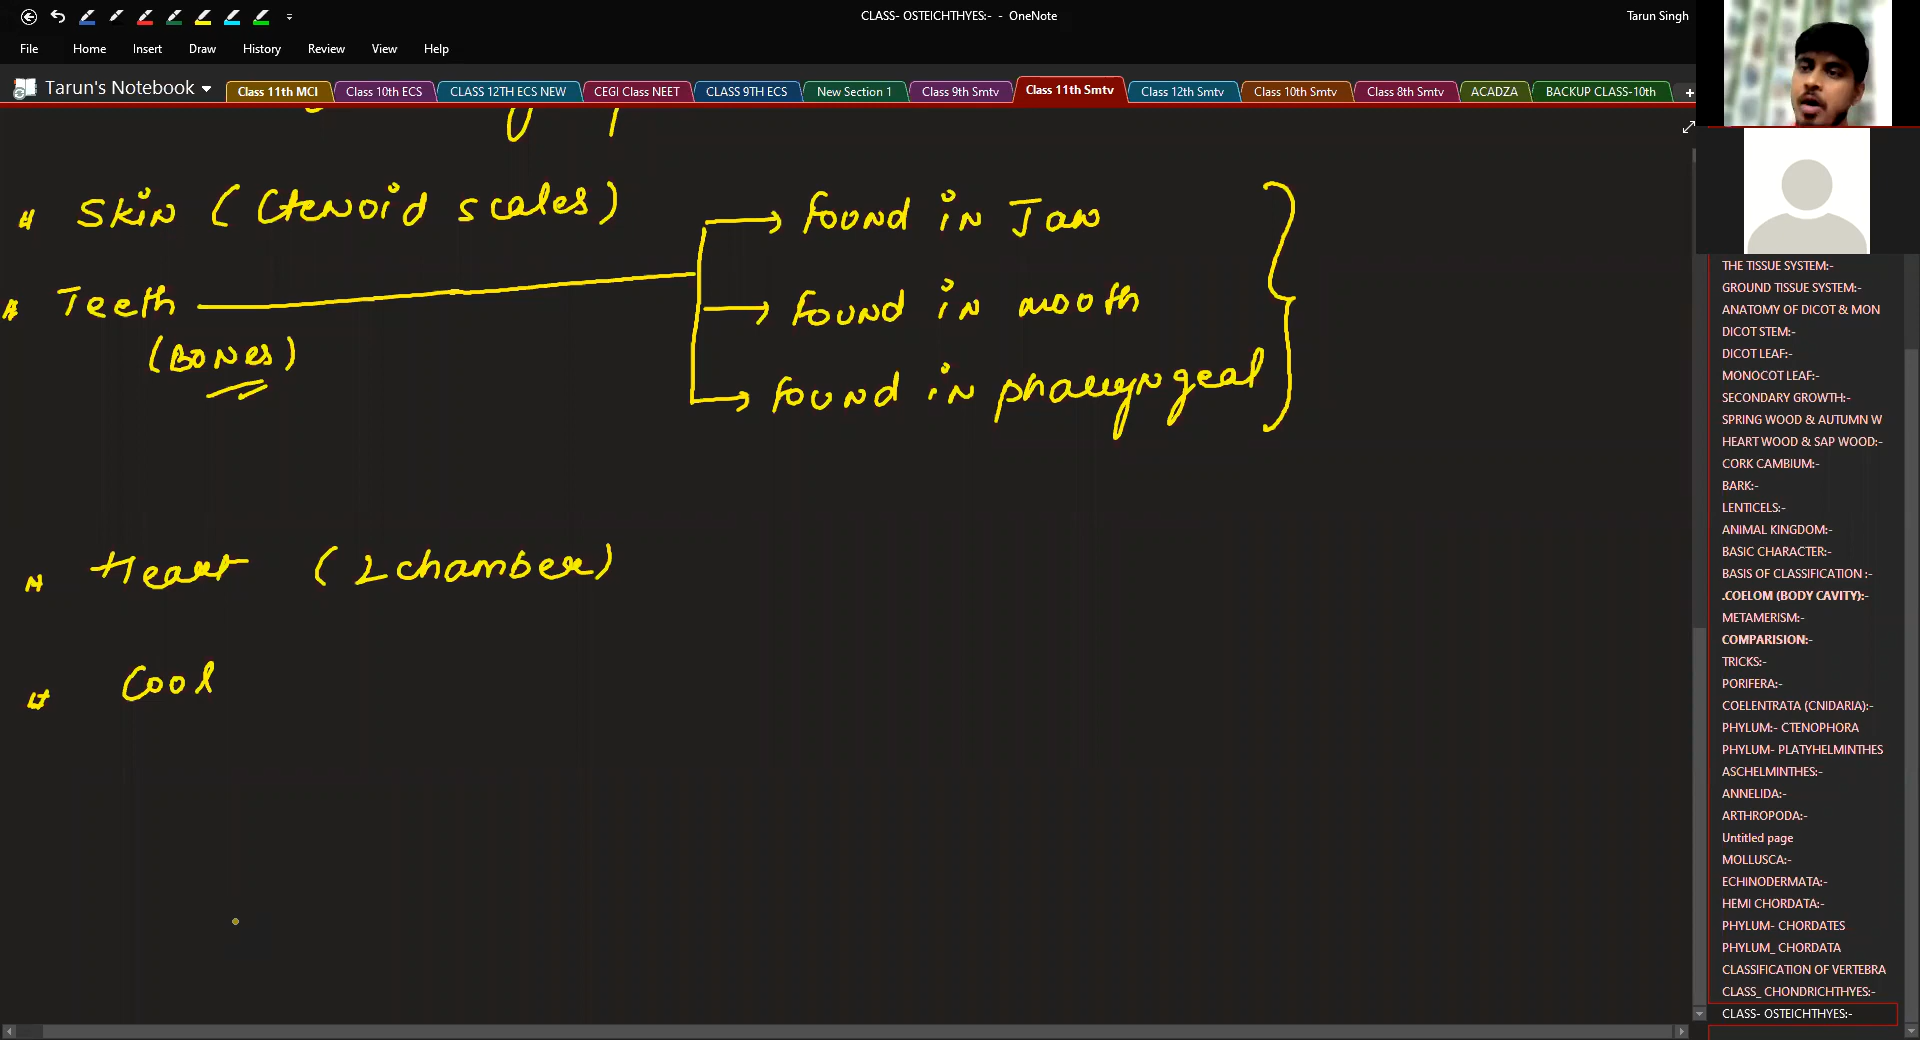 CLASS- OSTEICHTHYES:- - OneNote
Tarun Singh
File Home Insert Draw History Review View Help
Tarun's Notebook
Class 11th MCI Class 10th ECS CLASS 12TH ECS NEW CEGI Class NEET CLASS 9TH ECS New Section 1 Class 9th Smtv Class 11th Smtv Class 12th Smtv Class 10th Smtv Class 8th Smtv ACADZA BACKUP CLASS-10th +
Skin (Ctenoid scales)
found in Jaw
Teeth
found in mooth
(BONes)
found in pharyngeal
Heart (2chamber)
Cool
THE TISSUE SYSTEM:-
GROUND TISSUE SYSTEM:-
ANATOMY OF DICOT & MON
DICOT STEM:-
DICOT LEAF:-
MONOCOT LEAF:-
SECONDARY GROWTH:-
SPRING WOOD & AUTUMN W
HEART WOOD & SAP WOOD:-
CORK CAMBIUM:-
BARK:-
LENTICELS:-
ANIMAL KINGDOM:-
BASIC CHARACTER:-
BASIS OF CLASSIFICATION :-
.COELOM (BODY CAVITY):-
METAMERISM:-
COMPARISION:-
TRICKS:-
PORIFERA:-
COELENTRATA (CNIDARIA):-
PHYLUM:- CTENOPHORA
PHYLUM- PLATYHELMINTHES
ASCHELMINTHES:-
ANNELIDA:-
ARTHROPODA:-
Untitled page
MOLLUSCA:-
ECHINODERMATA:-
HEMI CHORDATA:-
PHYLUM- CHORDATES
PHYLUM_ CHORDATA
CLASSIFICATION OF VERTEBRA
CLASS_ CHONDRICHTHYES:-
CLASS- OSTEICHTHYES:-